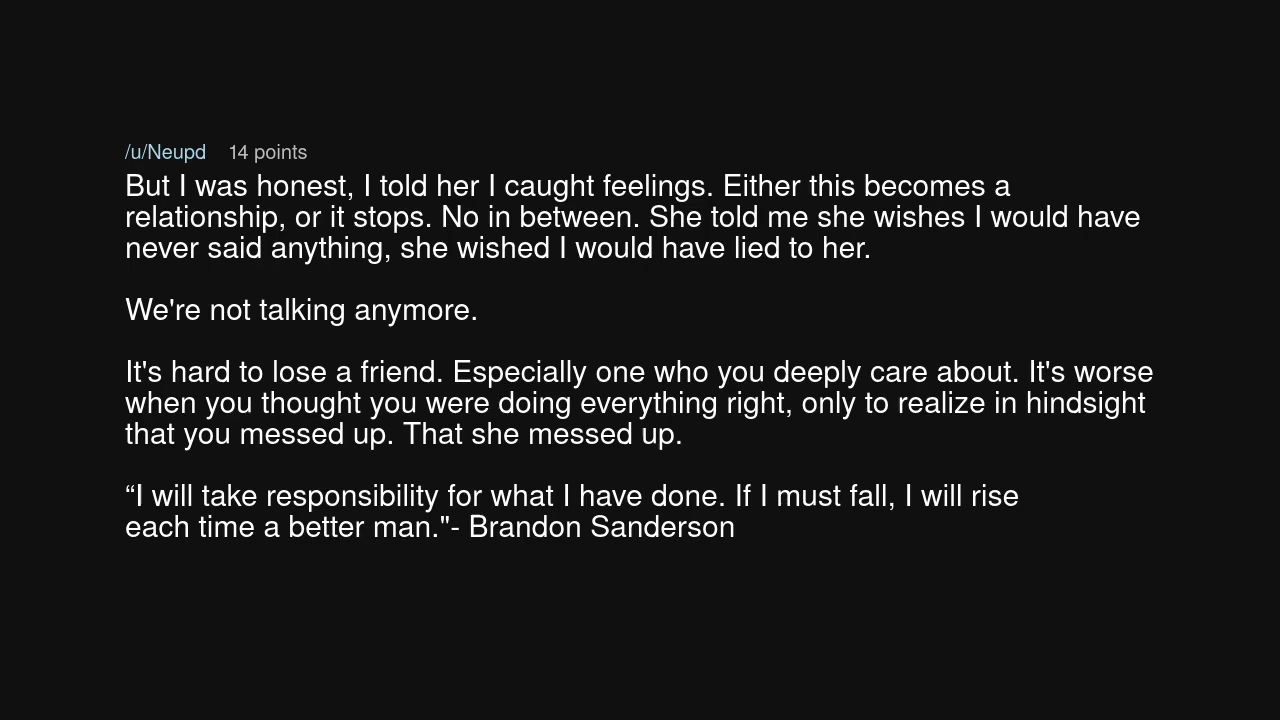 /u/Neupd 14 points
But I was honest, I told her I caught feelings. Either this becomes a
relationship, or it stops. No in between. She told me she wishes I would have
never said anything, she wished I would have lied to her.
We're not talking anymore.
It's hard to lose a friend. Especially one who you deeply care about. It's worse
when you thought you were doing everything right, only to realize in hindsight
that you messed up. That she messed up.
“I will take responsibility for what I have done. If I must fall, I will rise
each time a better man."- Brandon Sanderson